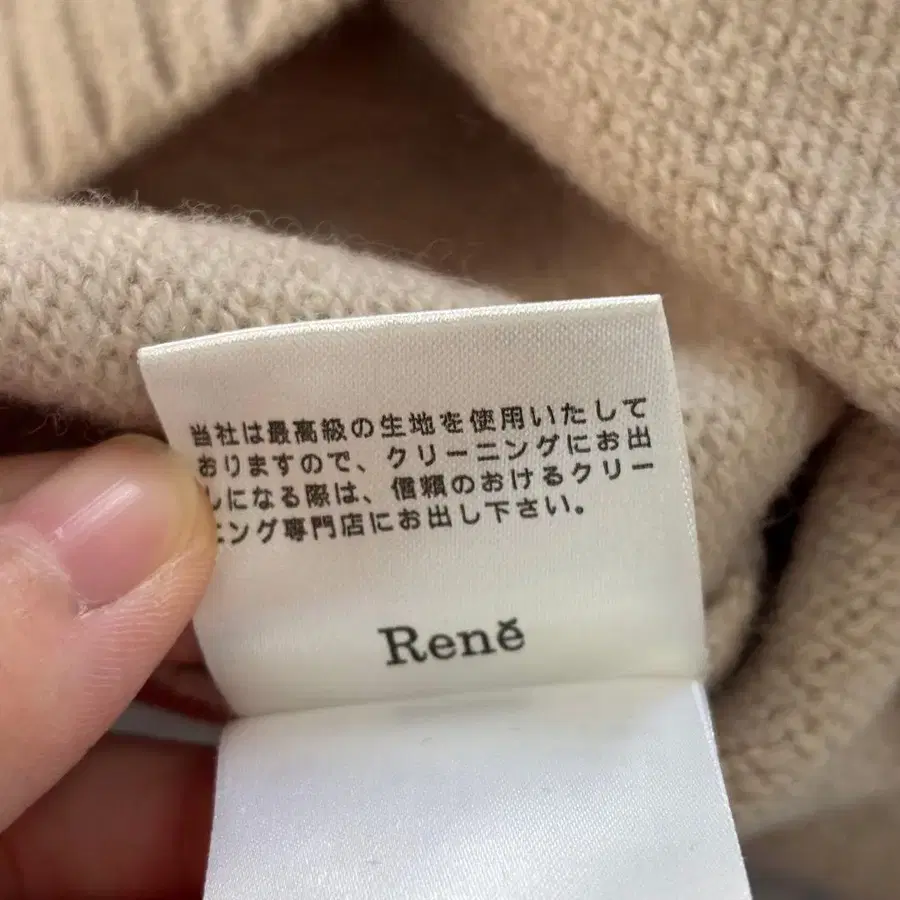 当社は最高級の生地を使用いたして
おりますので、クリーニングにお出
しになる際は、信頼のおけるクリー
ニング専門店にお出し下さい。
Reně